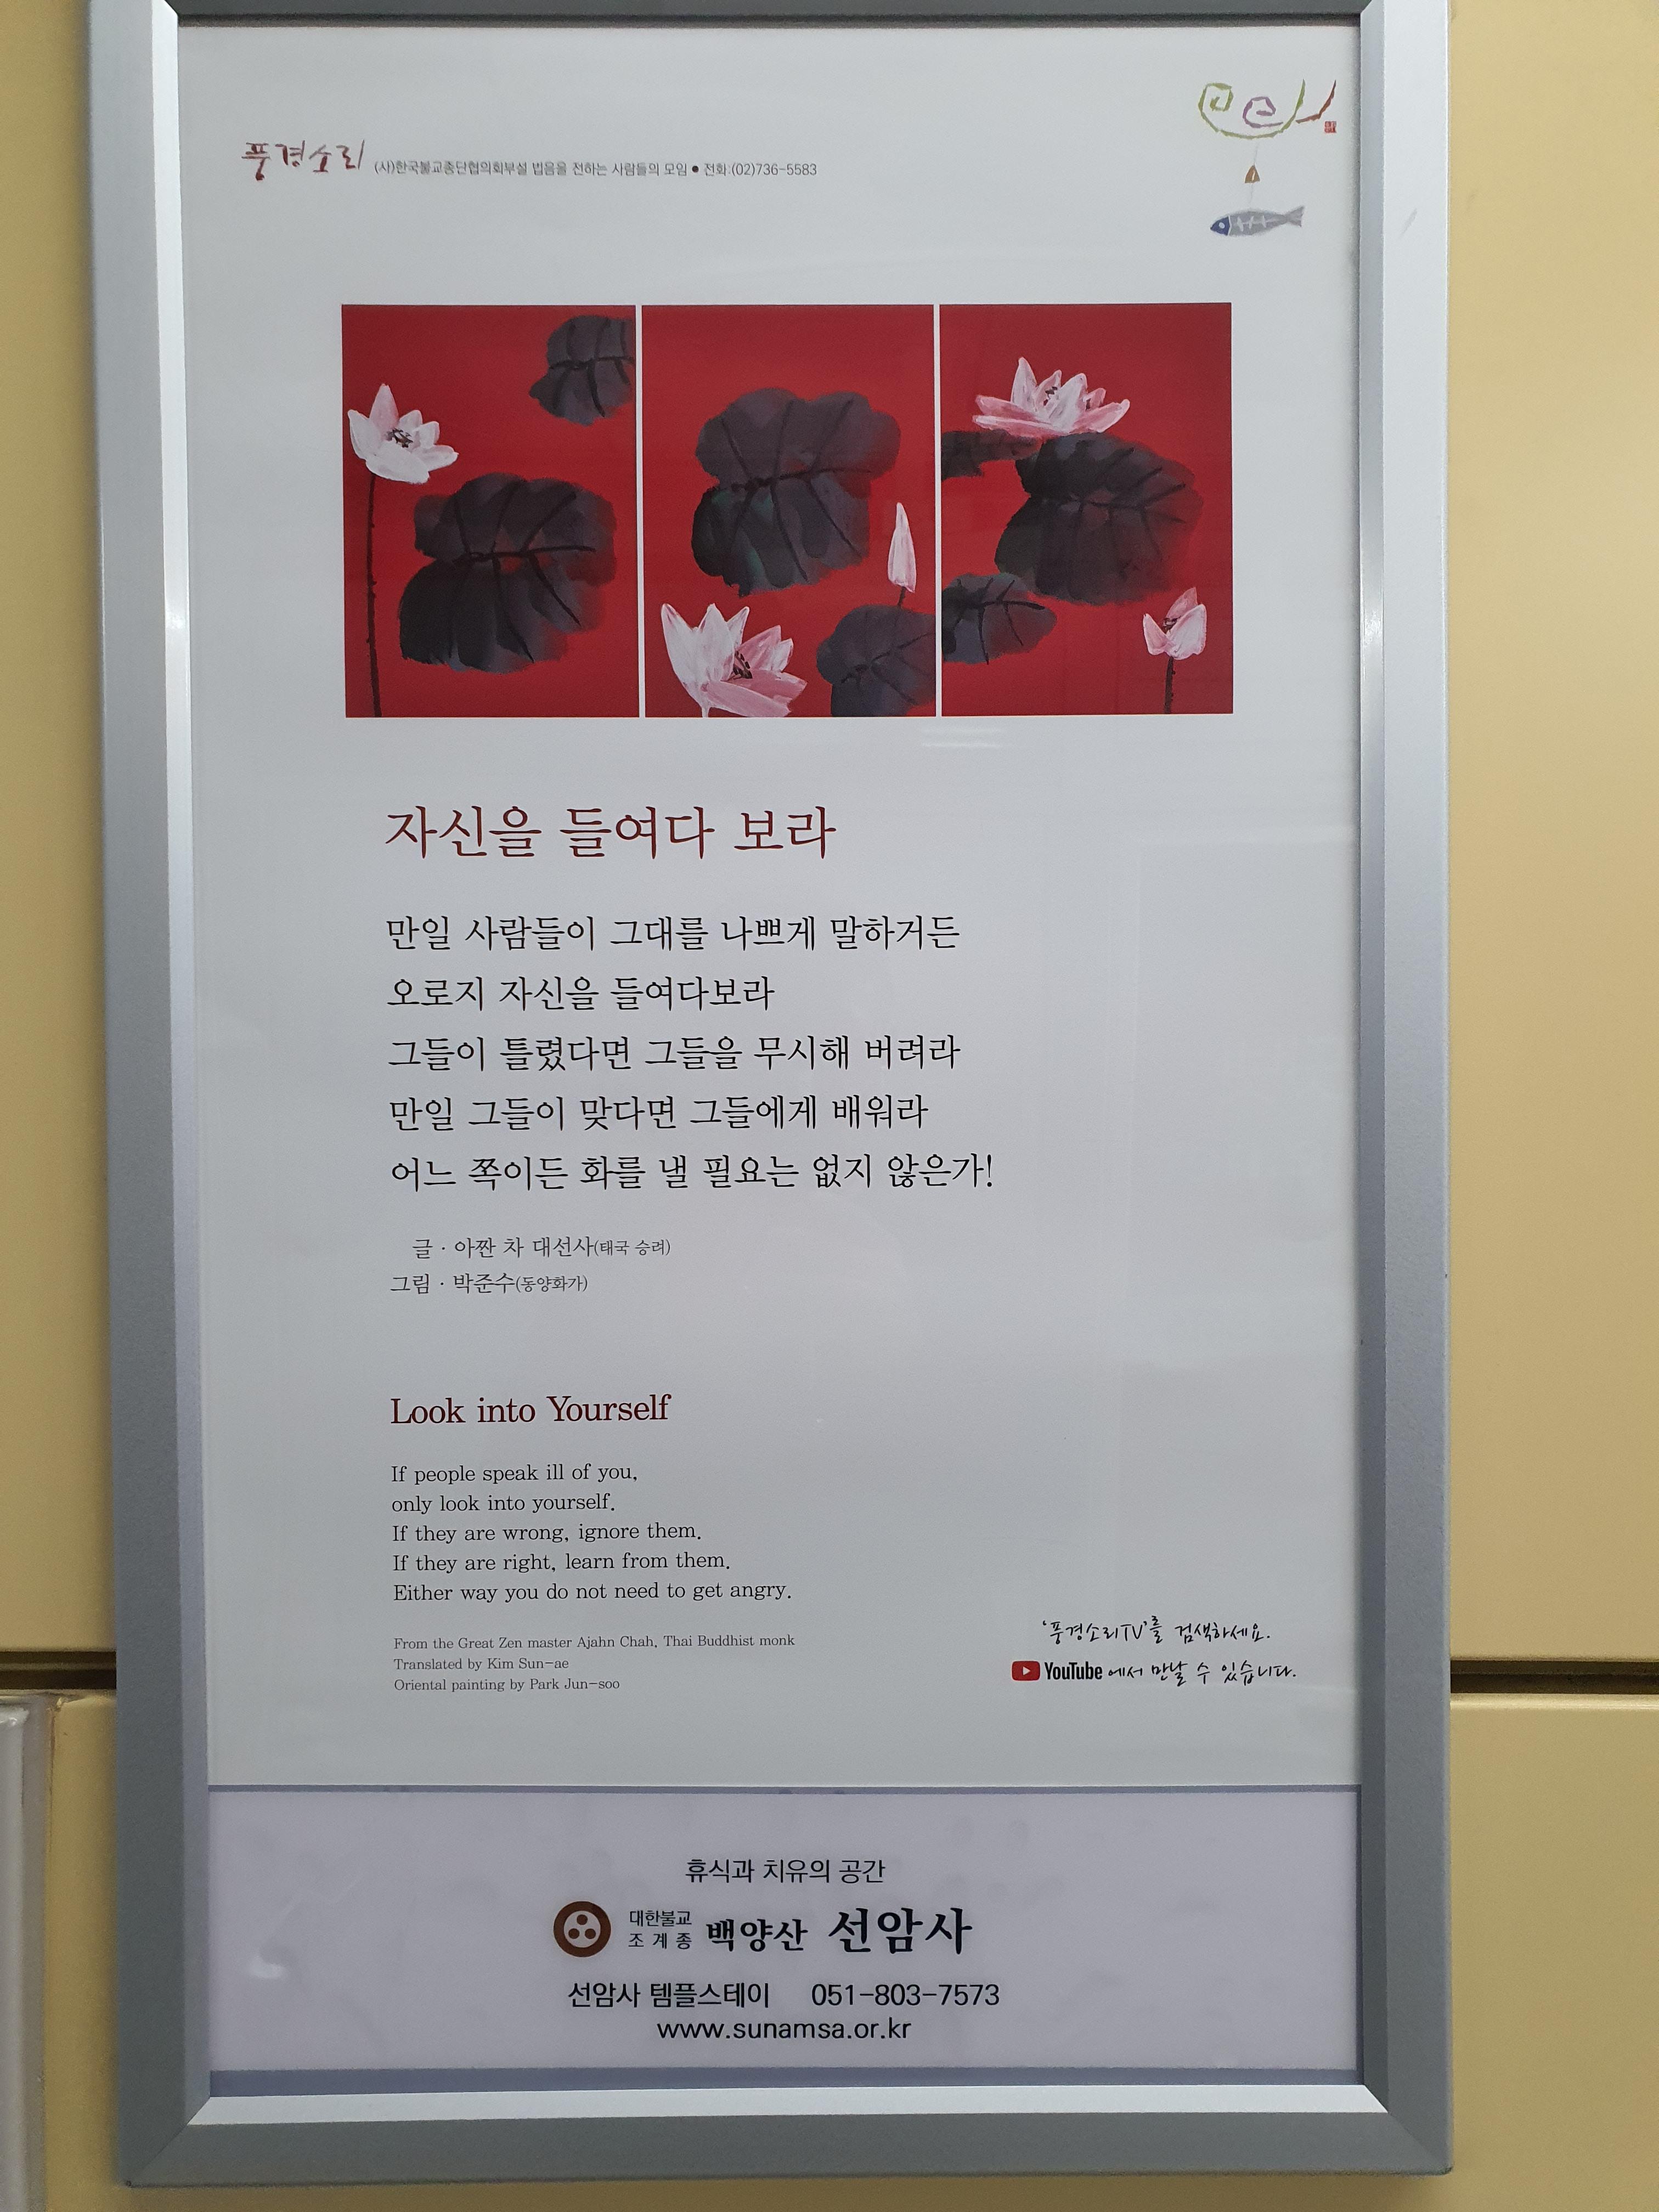 풍경소리 (사)한국불교종단협의회부설 법음을 전하는 사람들의 모임 ● 전화:(02)736-5583
자신을 들여다 보라
만일 사람들이 그대를 나쁘게 말하거든
오로지 자신을 들여다보라
그들이 틀렸다면 그들을 무시해 버려라
만일 그들이 맞다면 그들에게 배워라
어느 쪽이든 화를 낼 필요는 없지 않은가!
글 · 아짠 차 대선사(태국 승려)
그림 · 박준수(동양화가)
Look into Yourself
If people speak ill of you,
only look into yourself.
If they are wrong, ignore them.
If they are right, learn from them.
Either way you do not need to get angry.
From the Great Zen master Ajahn Chah, Thai Buddhist monk
Translated by Kim Sun-ae
Oriental painting by Park Jun-soo
'풍경소리TV'를 검색하세요.
YouTube 에서 만날 수 있습니다.
휴식과 치유의 공간
대한불교
조계종 백양산 선암사
선암사 템플스테이 051-803-7573
www.sunamsa.or.kr